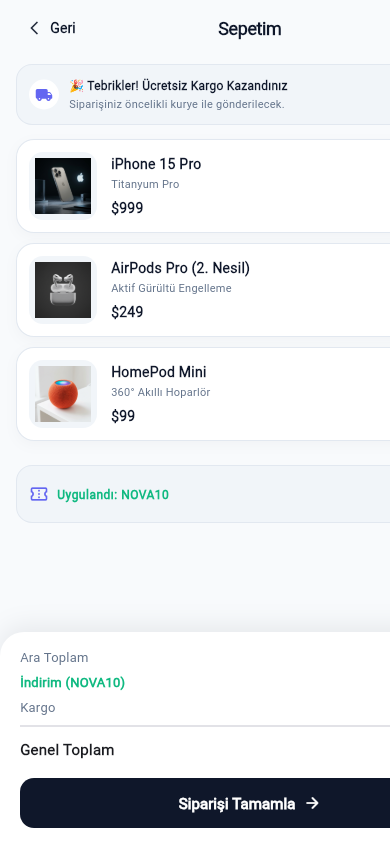 Geri
Sepetim
🎉 Tebrikler! Ücretsiz Kargo Kazandınız
Siparişiniz öncelikli kurye ile gönderilecek.
iPhone 15 Pro
Titanyum Pro
$999
AirPods Pro (2. Nesil)
Aktif Gürültü Engelleme
$249
HomePod Mini
360° Akıllı Hoparlör
$99
Uygulandı: NOVA10
Ara Toplam
İndirim (NOVA10)
Kargo
Genel Toplam
Siparişi Tamamla →